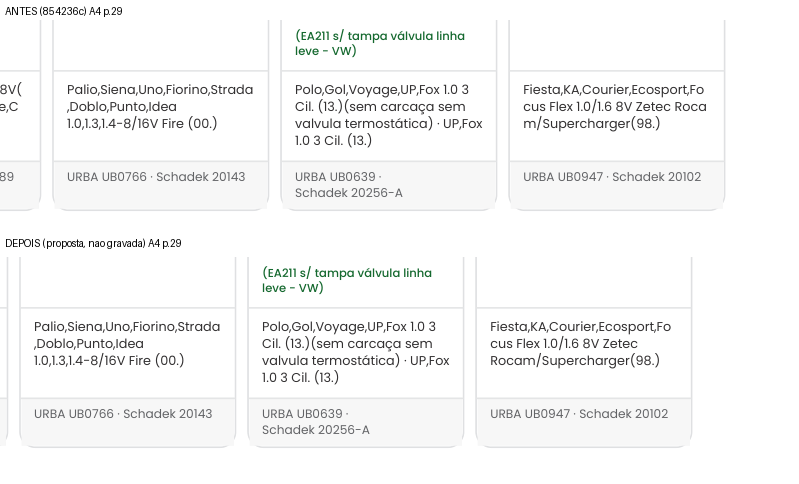 ANTES (854236c) A4 p.29
(EA211 s/ tampa válvula linha
leve - VW)
8V(
e,C
Palio,Siena,Uno,Fiorino,Strada
,Doblo,Punto,Idea
1.0,1.3,1.4-8/16V Fire (00.)
Polo,Gol,Voyage,UP,Fox 1.0 3
Cil. (13.)(sem carcaça sem
valvula termostática) · UP,Fox
1.0 3 Cil. (13.)
Fiesta,KA,Courier,Ecosport,Fo
cus Flex 1.0/1.6 8V Zetec Roca
m/Supercharger(98.)
89
URBA UB0766 · Schadek 20143
URBA UB0639 ·
Schadek 20256-A
URBA UB0947 · Schadek 20102
DEPOIS (proposta, nao gravada) A4 p.29
(EA211 s/ tampa válvula linha
leve - VW)
Palio,Siena,Uno,Fiorino,Strada
,Doblo,Punto,Idea
1.0,1.3,1.4-8/16V Fire (00.)
Polo,Gol,Voyage,UP,Fox 1.0 3
Cil. (13.)(sem carcaça sem
valvula termostática) · UP,Fox
1.0 3 Cil. (13.)
Fiesta,KA,Courier,Ecosport,Fo
cus Flex 1.0/1.6 8V Zetec
Rocam/Supercharger(98.)
URBA UB0766 · Schadek 20143
URBA UB0639 ·
Schadek 20256-A
URBA UB0947 · Schadek 20102